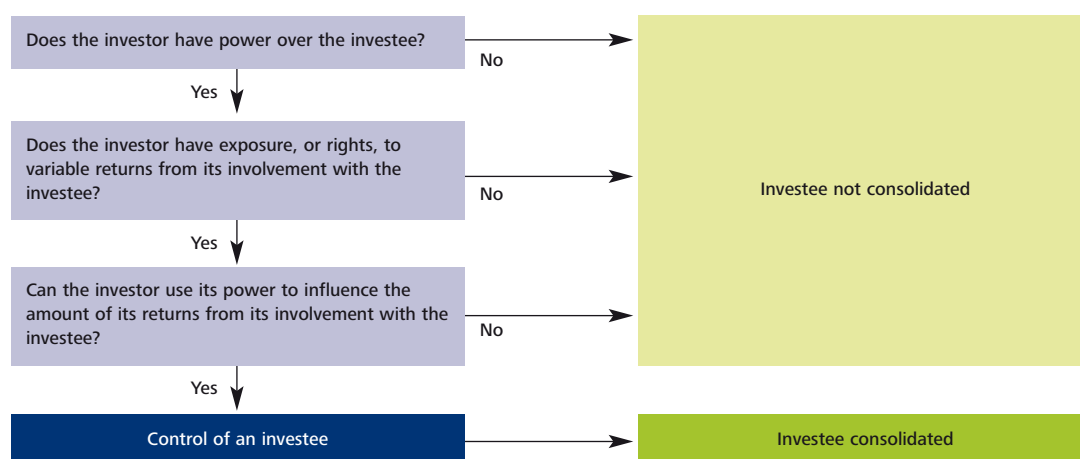 Does the investor have power over the investee?
No
Yes
Does the investor have exposure, or rights, to
variable returns from its involvement with the
investee?
No
Investee not consolidated
Yes
Can the investor use its power to influence the
amount of its returns from its involvement with the
investee?
No
Yes
Control of an investee
Investee consolidated